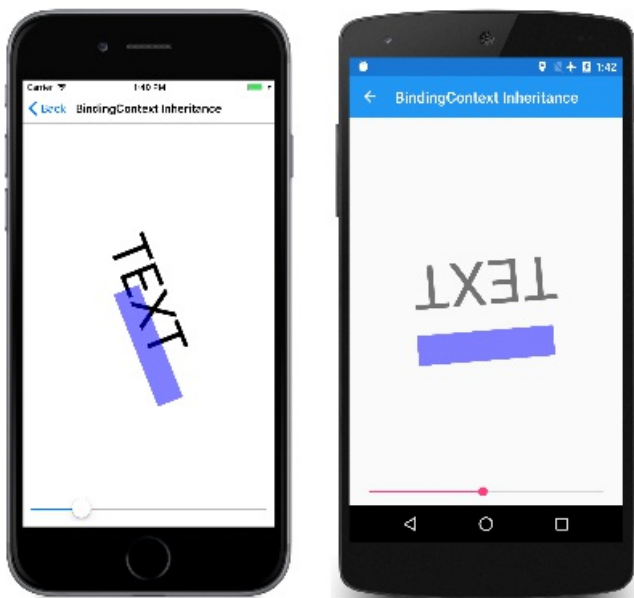 Carrier 1:40 PM
Back BindingContext Inheritance
TEXT
1:42
BindingContext Inheritance
TEXT